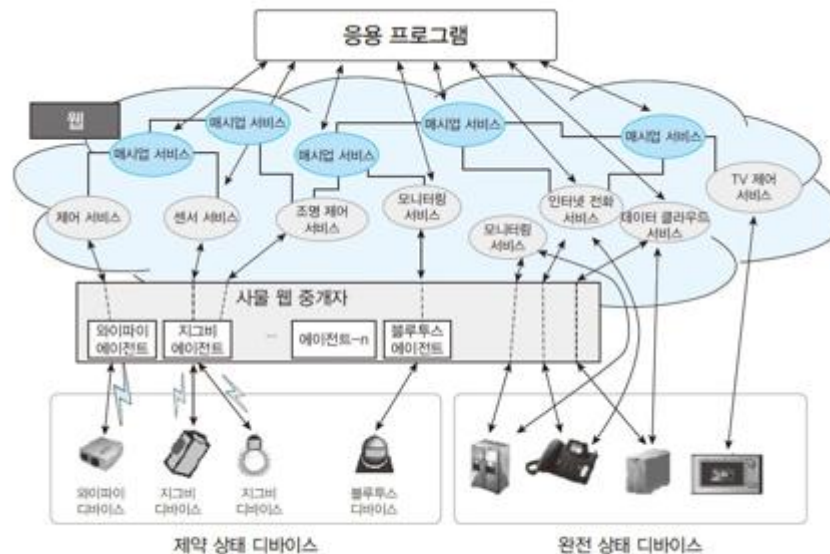 응용 프로그램
웹
매시업 서비스
매시업 서비스
매시업 서비스
매시업 서비스
매시업 서비스
제어 서비스
센서 서비스
조명 제어
서비스
모니터링
서비스
모니터링
서비스
인터넷 전화
서비스
데이터 클라우드
서비스
TV 제어
서비스
사물 웹 중개자
와이파이
에이전트
지그비
에이전트
...
에이전트-n
블루투스
에이전트
와이파이
디바이스
지그비
디바이스
지그비
디바이스
블루투스
디바이스
제약 상태 디바이스
완전 상태 디바이스